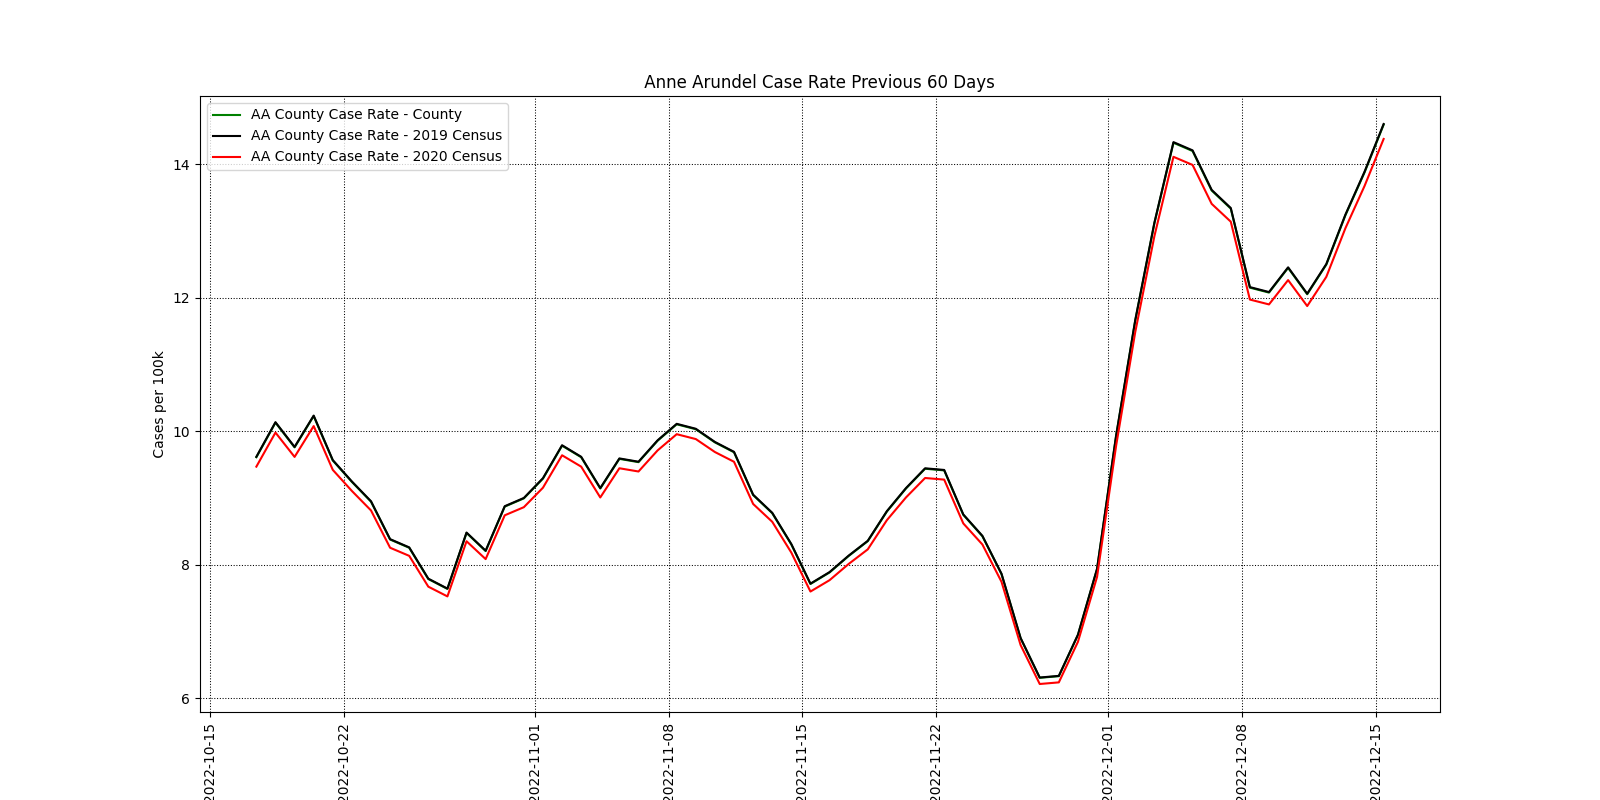 Anne Arundel Case Rate Previous 60 Days
AA County Case Rate - County
AA County Case Rate - 2019 Census
AA County Case Rate - 2020 Census
Cases per 100k
14
12
10
8
6
2022-10-15
2022-10-22
2022-11-01
2022-11-08
2022-11-15
2022-11-22
2022-12-01
2022-12-08
2022-12-15